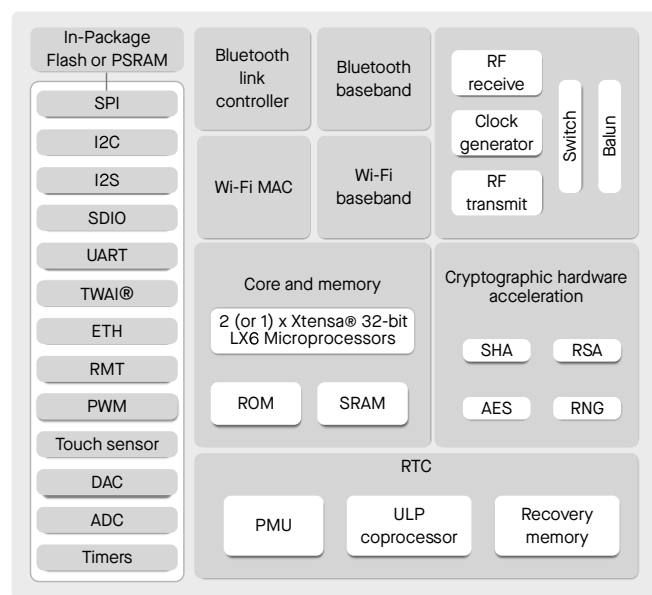 In-Package
Flash or PSRAM
SPI
I2C
I2S
SDIO
UART
TWAI®
ETH
RMT
PWM
Touch sensor
DAC
ADC
Timers
Bluetooth
link
controller
Bluetooth
baseband
Wi-Fi MAC
Wi-Fi
baseband
RF
receive
Clock
generator
RF
transmit
Switch
Balun
Core and memory
2 (or 1) x Xtensa® 32-bit
LX6 Microprocessors
ROM
SRAM
Cryptographic hardware
acceleration
SHA
RSA
AES
RNG
RTC
PMU
ULP
coprocessor
Recovery
memory